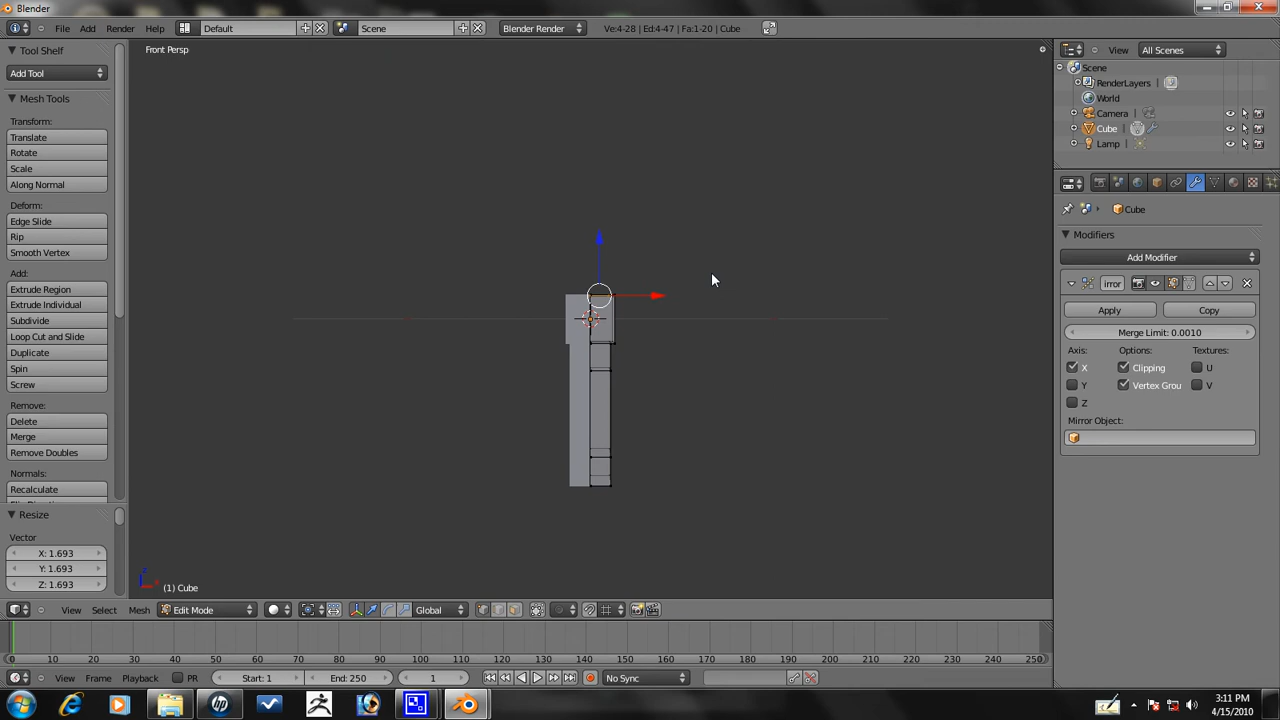 Blender
File Add Render Help Default Scene Blender Render Ve:4-28 | Ed:4-47 | Fa:1-20 | Cube
Tool Shelf
Add Tool
Mesh Tools
Transform:
Translate
Rotate
Scale
Along Normal
Deform:
Edge Slide
Rip
Smooth Vertex
Add:
Extrude Region
Extrude Individual
Subdivide
Loop Cut and Slide
Duplicate
Spin
Screw
Remove:
Delete
Merge
Remove Doubles
Normals:
Recalculate
Resize
Vector
X: 1.693
Y: 1.693
Z: 1.693
Front Persp
z
x
(1) Cube
View Select Mesh Edit Mode Global
View All Scenes
Scene
RenderLayers
World
Camera
Cube
Lamp
Cube
Modifiers
Add Modifier
irror
Apply Copy
Merge Limit: 0.0010
Axis: Options: Textures:
X Clipping U
Y Vertex Grou V
Z
Mirror Object:
0 10 20 30 40 50 60 70 80 90 100 110 120 130 140 150 160 170 180 190 200 210 220 230 240 250
View Frame Playback PR Start: 1 End: 250 1 No Sync
3:11 PM
4/15/2010